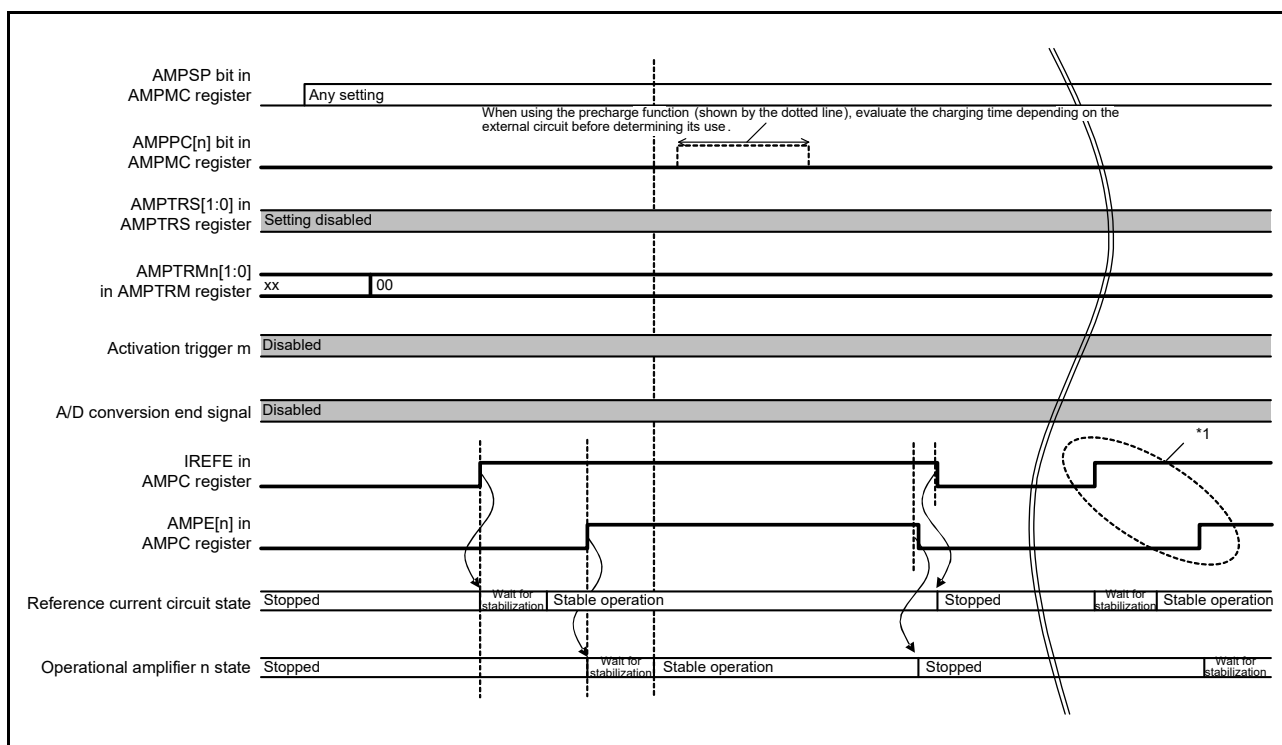 AMPSP bit in
AMPMC register
Any setting
When using the precharge function (shown by the dotted line), evaluate the charging time depending on the
external circuit before determining its use.
AMPPC[n] bit in
AMPMC register
AMPTRS[1:0] in
AMPTRS register
Setting disabled
AMPTRMn[1:0]
in AMPTRM register
xx
00
Activation trigger m
Disabled
A/D conversion end signal
Disabled
*1
IREFE in
AMPC register
AMPE[n] in
AMPC register
Reference current circuit state
Stopped
Wait for
stabilization
Stable operation
Stopped
Wait for
stabilization
Stable operation
Operational amplifier n state
Stopped
Wait for
stabilization
Stable operation
Stopped
Wait for
stabilization